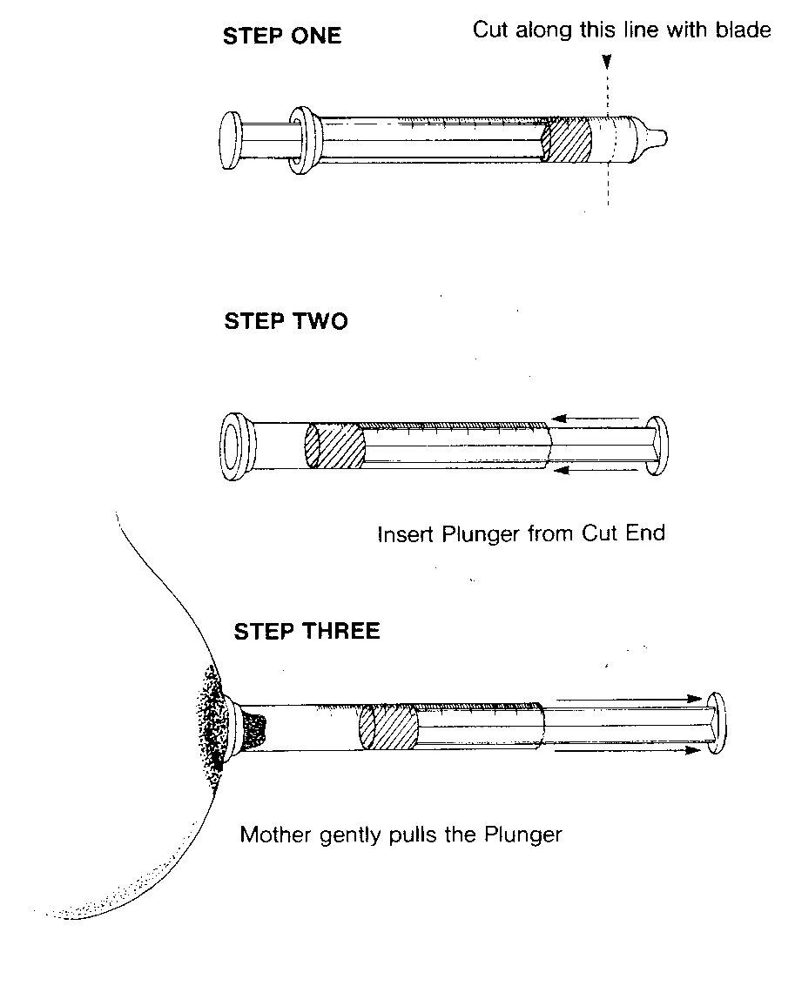 STEP ONE
Cut along this line with blade
STEP TWO
Insert Plunger from Cut End
STEP THREE
Mother gently pulls the Plunger